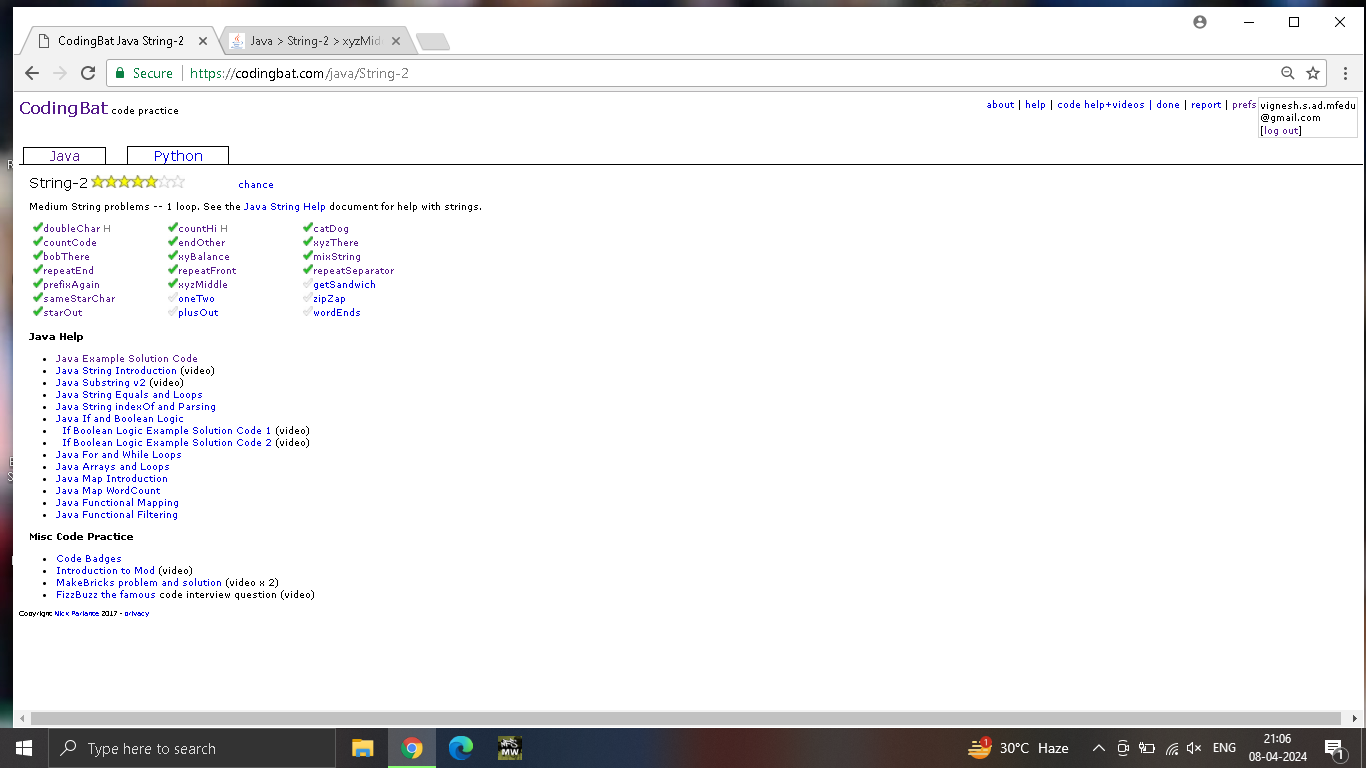 CodingBat Java String-2
Java > String-2 > xyzMid
Secure
https://codingbat.com/java/String-2
CodingBat code practice
about | help | code help+videos | done | report | prefs
vignesh.s.ad.mfedu
@gmail.com
[log out]
Java
Python
String-2
chance
Medium String problems -- 1 loop. See the Java String Help document for help with strings.
doubleChar H
countHi H
catDog
countCode
endOther
xyzThere
bobThere
xyBalance
mixString
repeatEnd
repeatFront
repeatSeparator
prefixAgain
xyzMiddle
getSandwich
sameStarChar
oneTwo
zipZap
starOut
plusOut
wordEnds
Java Help
Java Example Solution Code
Java String Introduction (video)
Java Substring v2 (video)
Java String Equals and Loops
Java String indexOf and Parsing
Java If and Boolean Logic
If Boolean Logic Example Solution Code 1 (video)
If Boolean Logic Example Solution Code 2 (video)
Java For and While Loops
Java Arrays and Loops
Java Map Introduction
Java Map WordCount
Java Functional Mapping
Java Functional Filtering
Misc Code Practice
Code Badges
Introduction to Mod (video)
MakeBricks problem and solution (video x 2)
FizzBuzz the famous code interview question (video)
Copyright Nick Parlante 2017 - privacy
Type here to search
MW
1
30°C Haze
ENG
21:06
08-04-2024
1